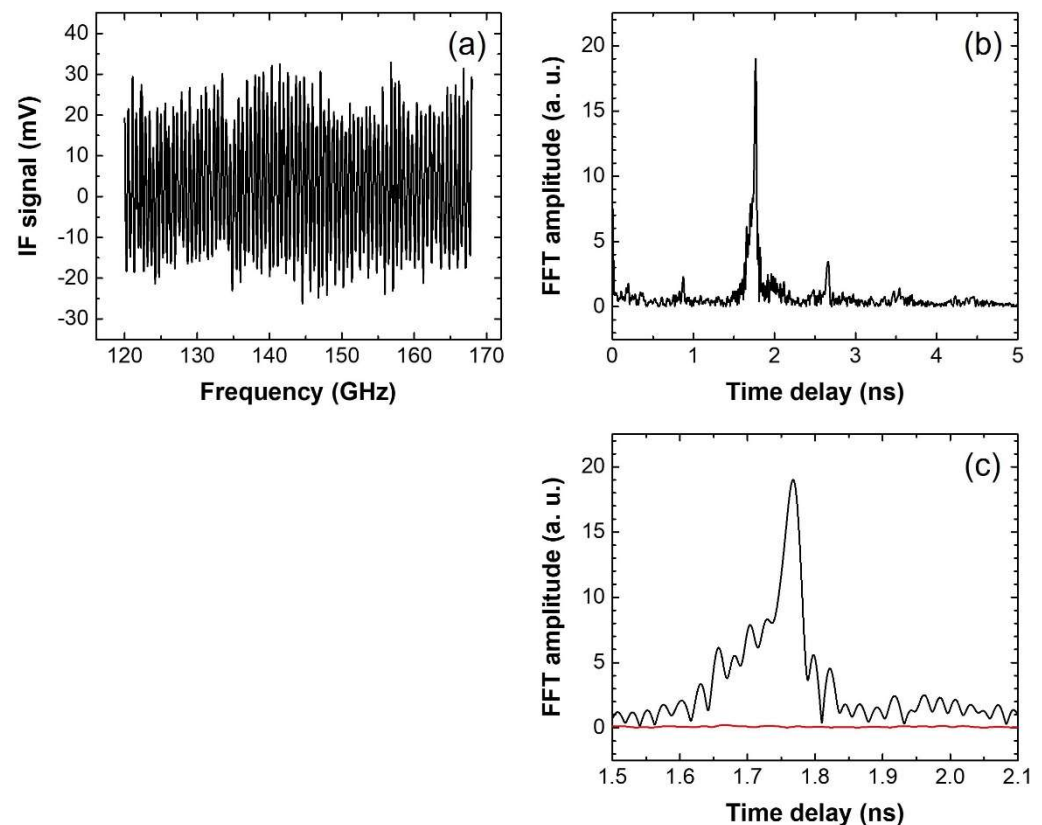 (a)
40
30
20
10
0
-10
-20
-30
IF signal (mV)
120 130 140 150 160 170
Frequency (GHz)
(b)
20
15
10
5
0
FFT amplitude (a. u.)
0 1 2 3 4 5
Time delay (ns)
(c)
20
15
10
5
0
FFT amplitude (a. u.)
1.5 1.6 1.7 1.8 1.9 2.0 2.1
Time delay (ns)